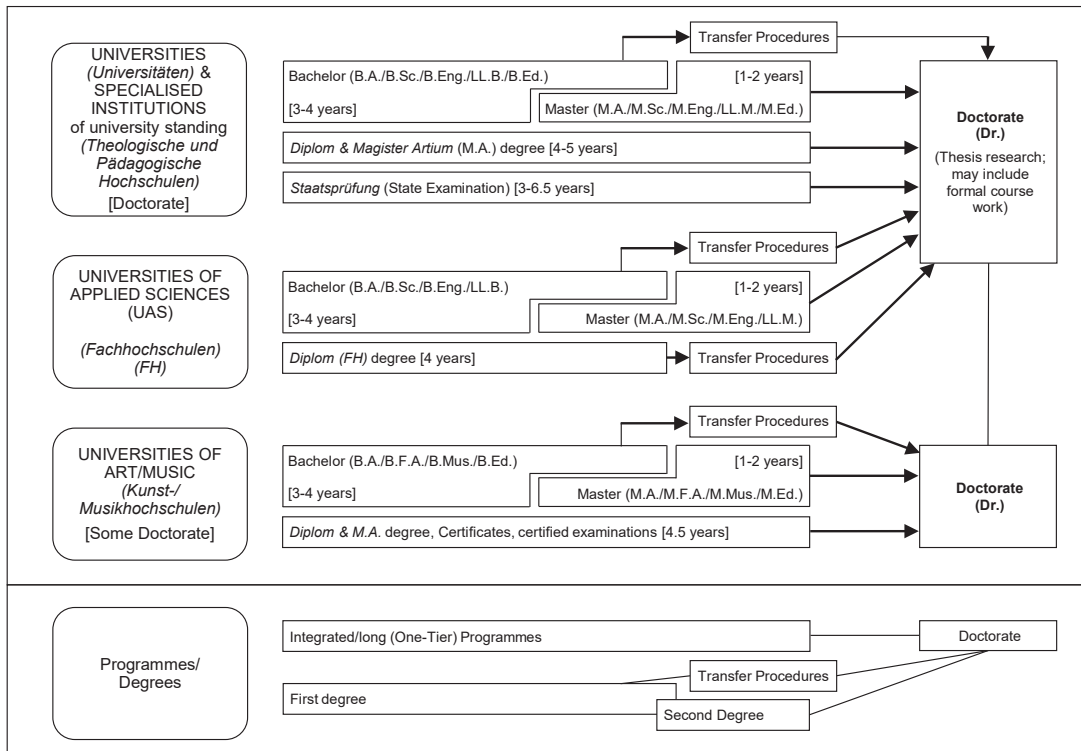 UNIVERSITIES
(Universitäten) &
SPECIALISED
INSTITUTIONS
of university standing
(Theologische und
Pädagogische
Hochschulen)
[Doctorate]
Transfer Procedures
Bachelor (B.A./B.Sc./B.Eng./LL.B./B.Ed.)
[3-4 years]
[1-2 years]
Master (M.A./M.Sc./M.Eng./LL.M./M.Ed.)
Diplom & Magister Artium (M.A.) degree [4-5 years]
Staatsprüfung (State Examination) [3-6.5 years]
Doctorate
(Dr.)
(Thesis research;
may include
formal course
work)
UNIVERSITIES OF
APPLIED SCIENCES
(UAS)
(Fachhochschulen)
(FH)
Transfer Procedures
Bachelor (B.A./B.Sc./B.Eng./LL.B.)
[3-4 years]
[1-2 years]
Master (M.A./M.Sc./M.Eng./LL.M.)
Diplom (FH) degree [4 years]
Transfer Procedures
UNIVERSITIES OF
ART/MUSIC
(Kunst-/
Musikhochschulen)
[Some Doctorate]
Transfer Procedures
Bachelor (B.A./B.F.A./B.Mus./B.Ed.)
[3-4 years]
[1-2 years]
Master (M.A./M.F.A./M.Mus./M.Ed.)
Diplom & M.A. degree, Certificates, certified examinations [4.5 years]
Doctorate
(Dr.)
Programmes/
Degrees
Integrated/long (One-Tier) Programmes
Doctorate
Transfer Procedures
First degree
Second Degree